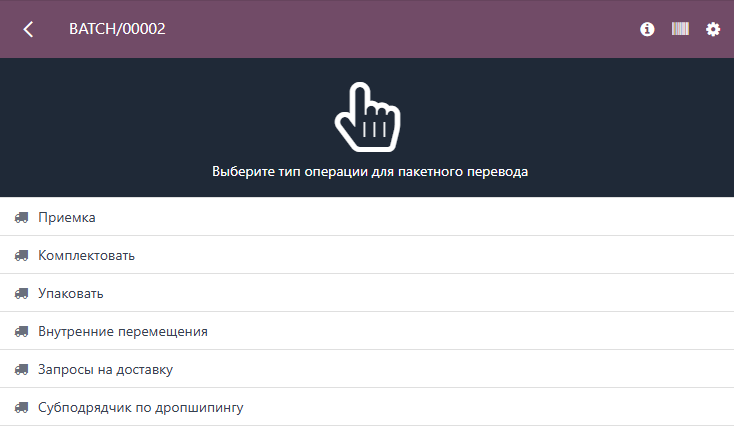 BATCH/00002
Выберите тип операции для пакетного перевода
Приемка
Комплектовать
Упаковать
Внутренние перемещения
Запросы на доставку
Субподрядчик по дропшипингу